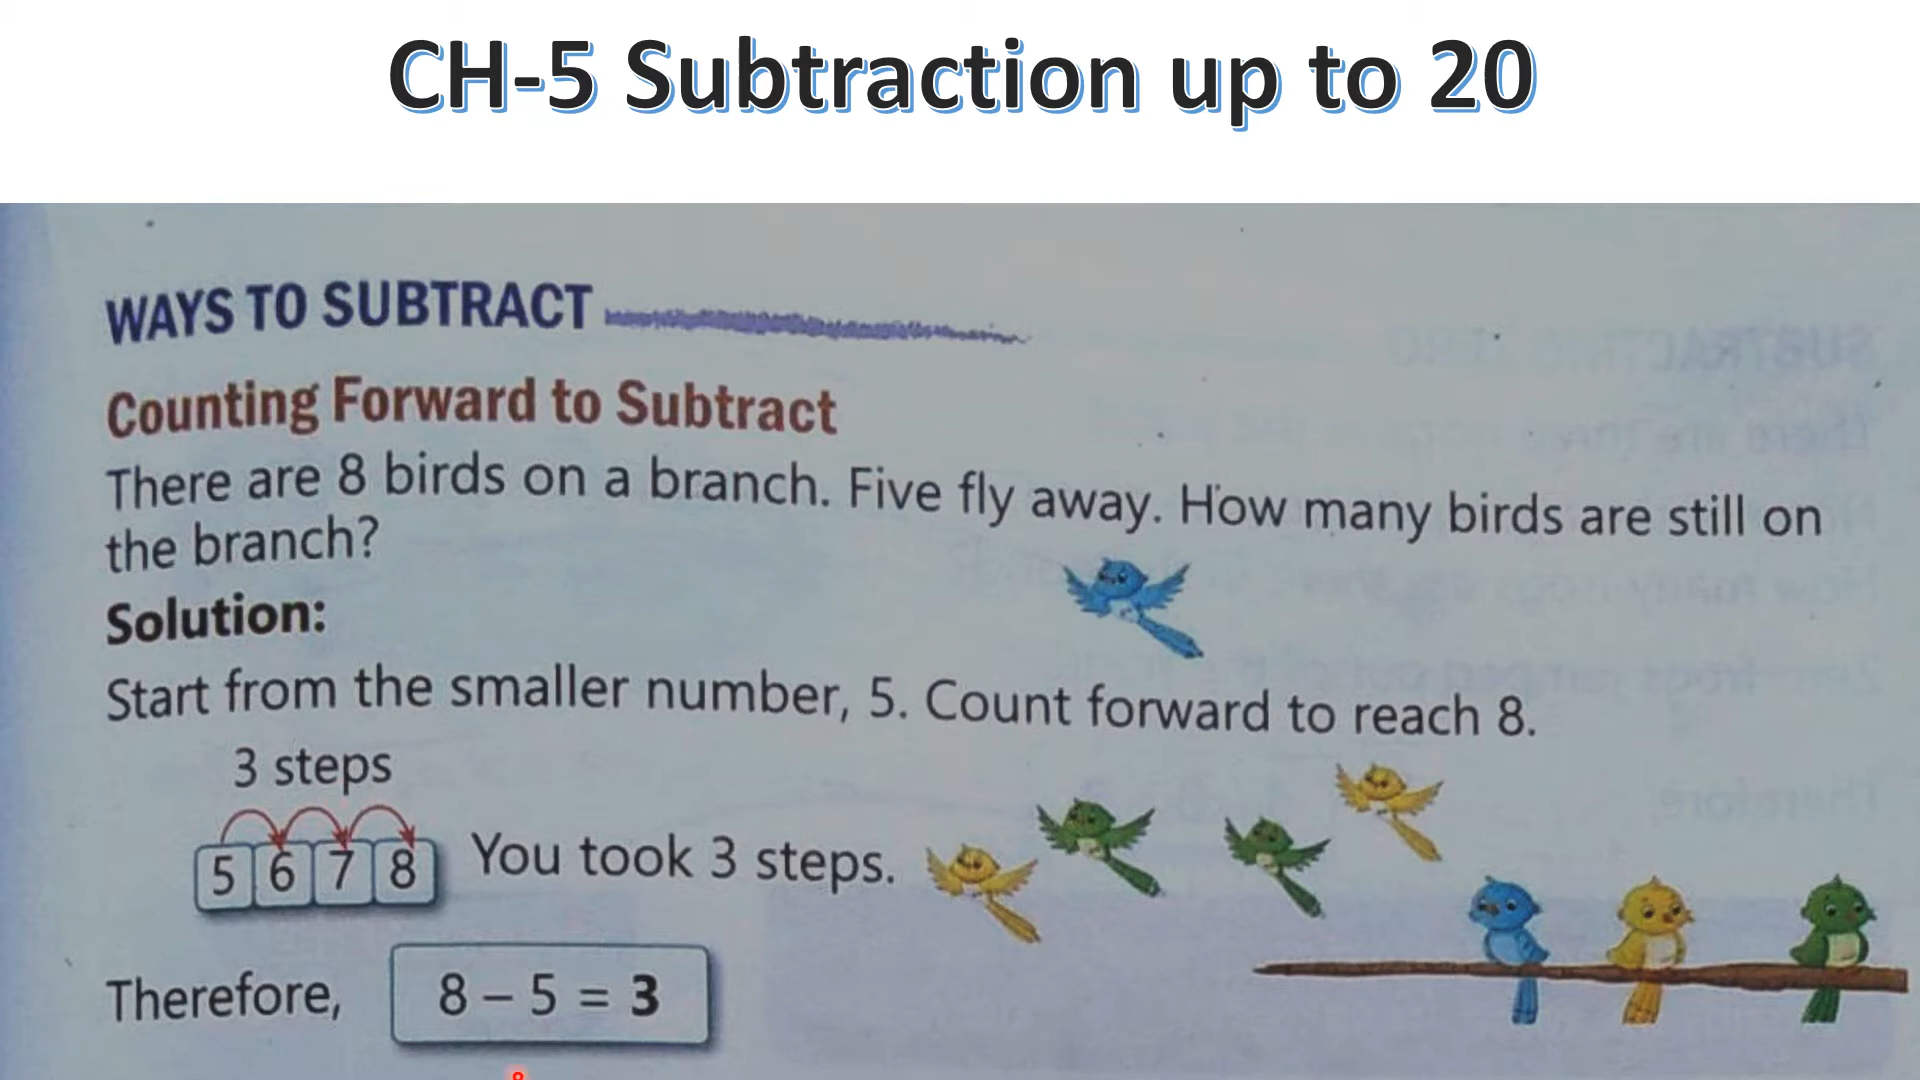 CH-5 Subtraction up to 20
WAYS TO SUBTRACT
Counting Forward to Subtract
There are 8 birds on a branch. Five fly away. How many birds are still on
the branch?
Solution:
Start from the smaller number, 5. Count forward to reach 8.
3 steps
5 6 7 8 You took 3 steps.
Therefore, 8 – 5 = 3